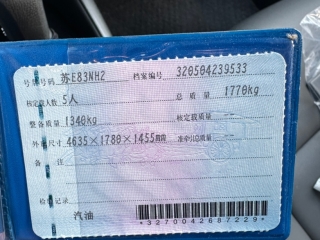 号牌号码 苏E83NH2 档案编号 320504239533
核定载人数 5人 总质量 1770kg
整备质量 1340kg 核定载质量 --
外廓尺寸 4635×1780×1455mm 准牵引总质量 --
备注
检验记录
汽油
*3270042687229*